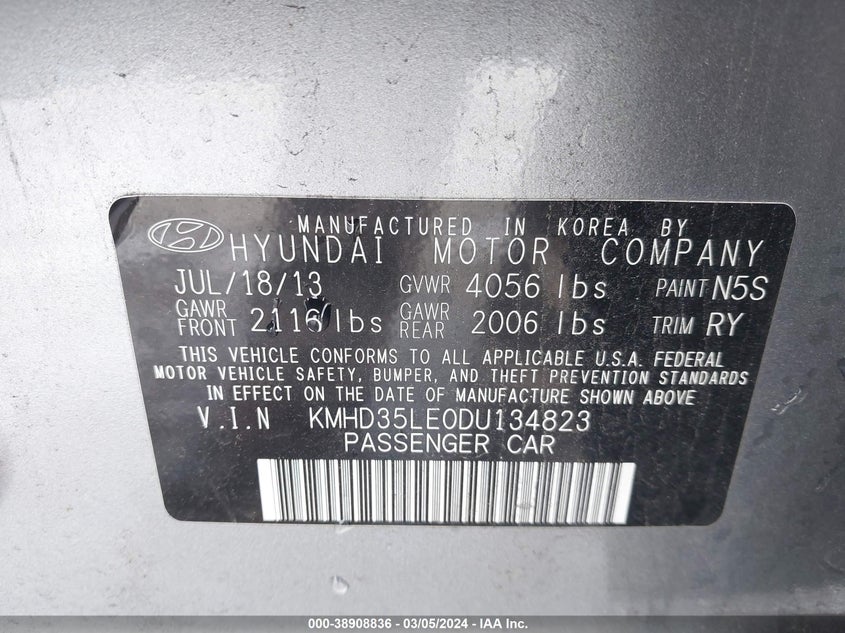 MANUFACTURED IN KOREA BY
HYUNDAI MOTOR COMPANY
JUL/18/13 GVWR 4056 lbs PAINT N5S
GAWR FRONT 2116 lbs GAWR REAR 2006 lbs TRIM RY
THIS VEHICLE CONFORMS TO ALL APPLICABLE U.S.A. FEDERAL
MOTOR VEHICLE SAFETY, BUMPER, AND THEFT PREVENTION STANDARDS
IN EFFECT ON THE DATE OF MANUFACTURE SHOWN ABOVE
V.I.N KMHD35LE0DU134823
PASSENGER CAR
000-38908836 - 03/05/2024 - IAA Inc.